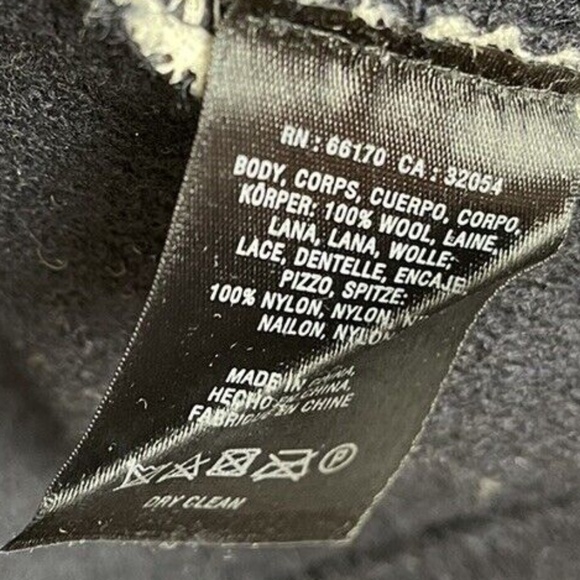 RN : 66170 CA : 32054
BODY, CORPS, CUERPO, CORPO,
KÖRPER: 100% WOOL, LAINE,
LANA, LANA, WOLLE;
LACE, DENTELLE, ENCAJE
PIZZO, SPITZE:
100% NYLON, NYLON,
NAILON, NYLON
MADE IN CHINA,
HECHO EN CHINA,
FABRIQUÉ EN CHINE
P
DRY CLEAN